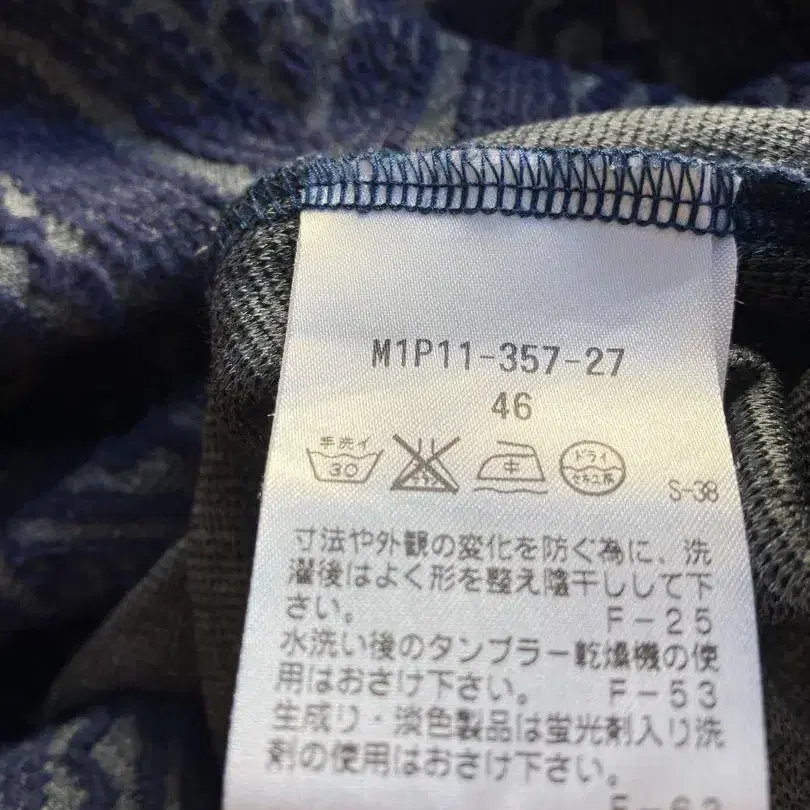 M1P11-357-27
46
手洗イ
30
中
ドライ
セキユ系
S-38
寸法や外観の変化を防ぐ為に、洗
濯後はよく形を整え陰干しして下
さい。 F-25
水洗い後のタンブラー乾燥機の使
用はおさけ下さい。 F-53
生成り・淡色製品は蛍光剤入り洗
剤の使用はおさけ下さい。